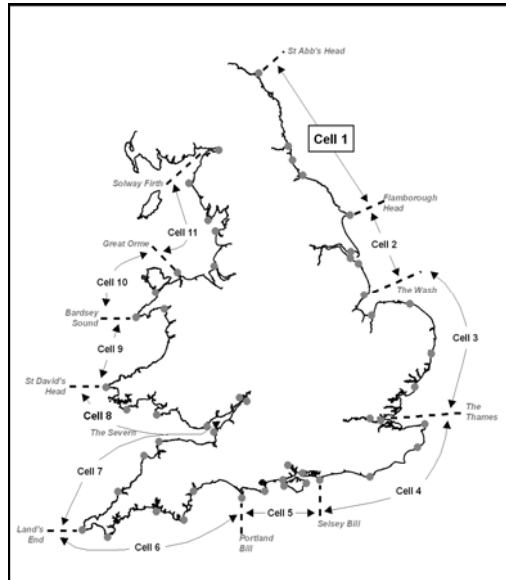 St Abb's Head
Cell 1
Solway Firth
Flamborough
Head
Great Orme
Cell 11
Cell 2
Cell 10
The Wash
Bardsey
Sound
Cell 3
Cell 9
St David's
Head
Cell 8
The
Thames
The Severn
Cell 7
Cell 4
Cell 5
Selsey Bill
Land's
End
Cell 6
Portland
Bill